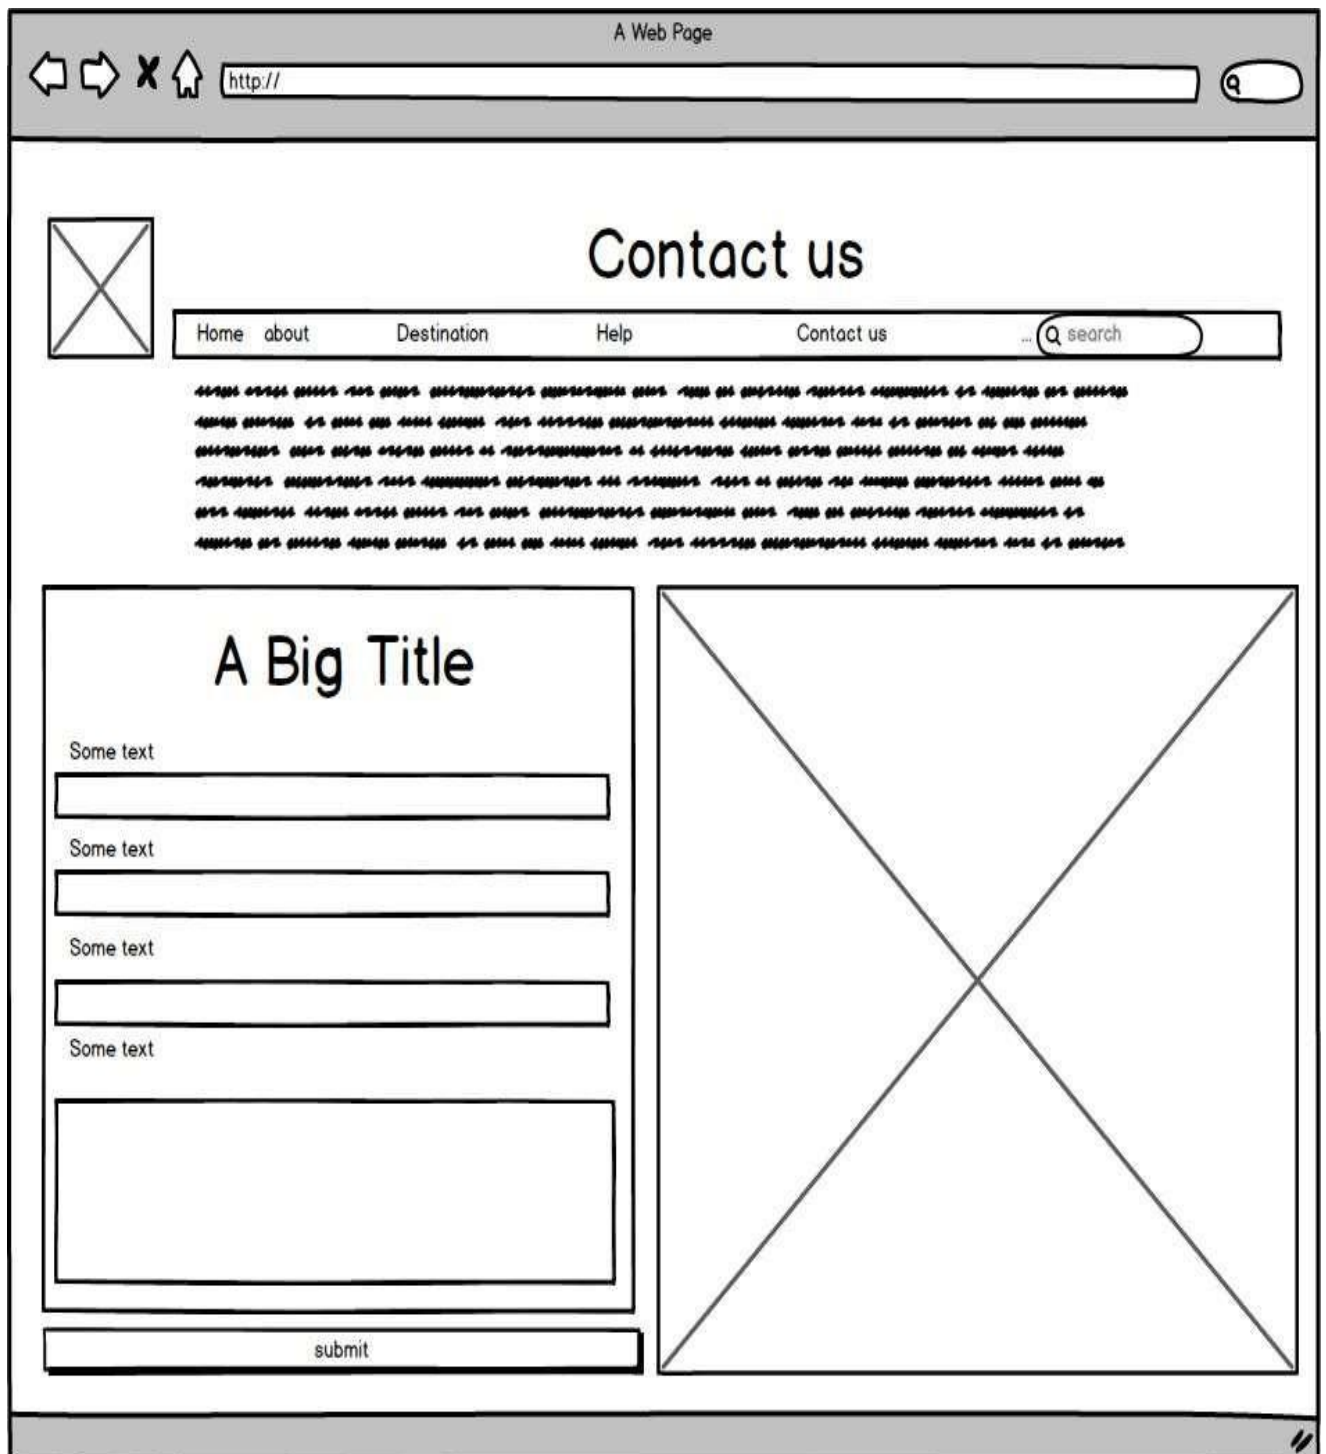 A Web Page
http://
Contact us
Home about Destination Help Contact us ... search
A Big Title
Some text
Some text
Some text
Some text
submit